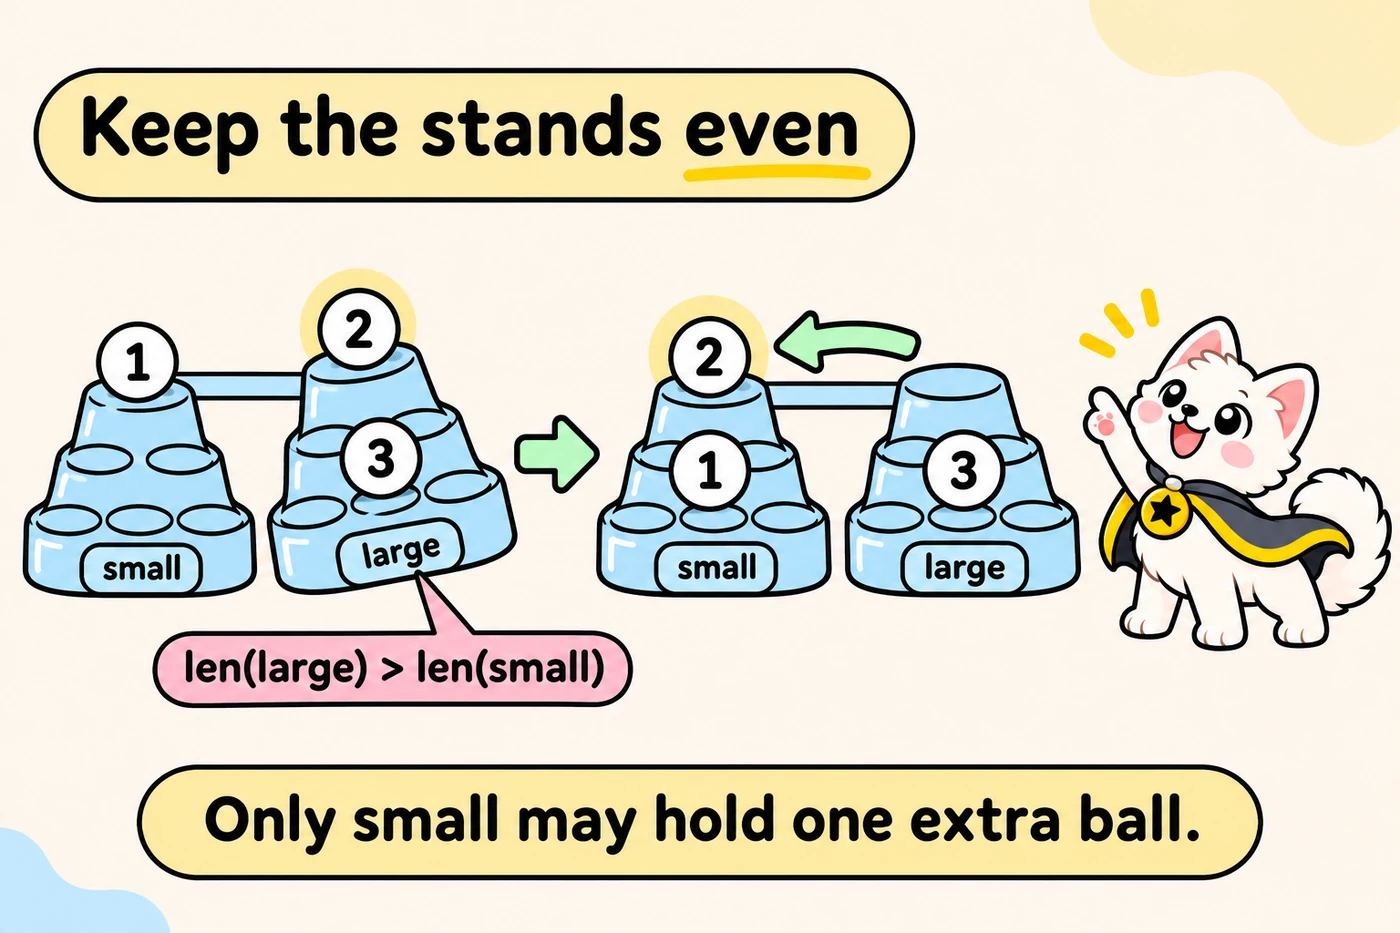 Keep the stands even
1
2
3
small
large
len(large) > len(small)
2
1
3
small
large
Only small may hold one extra ball.